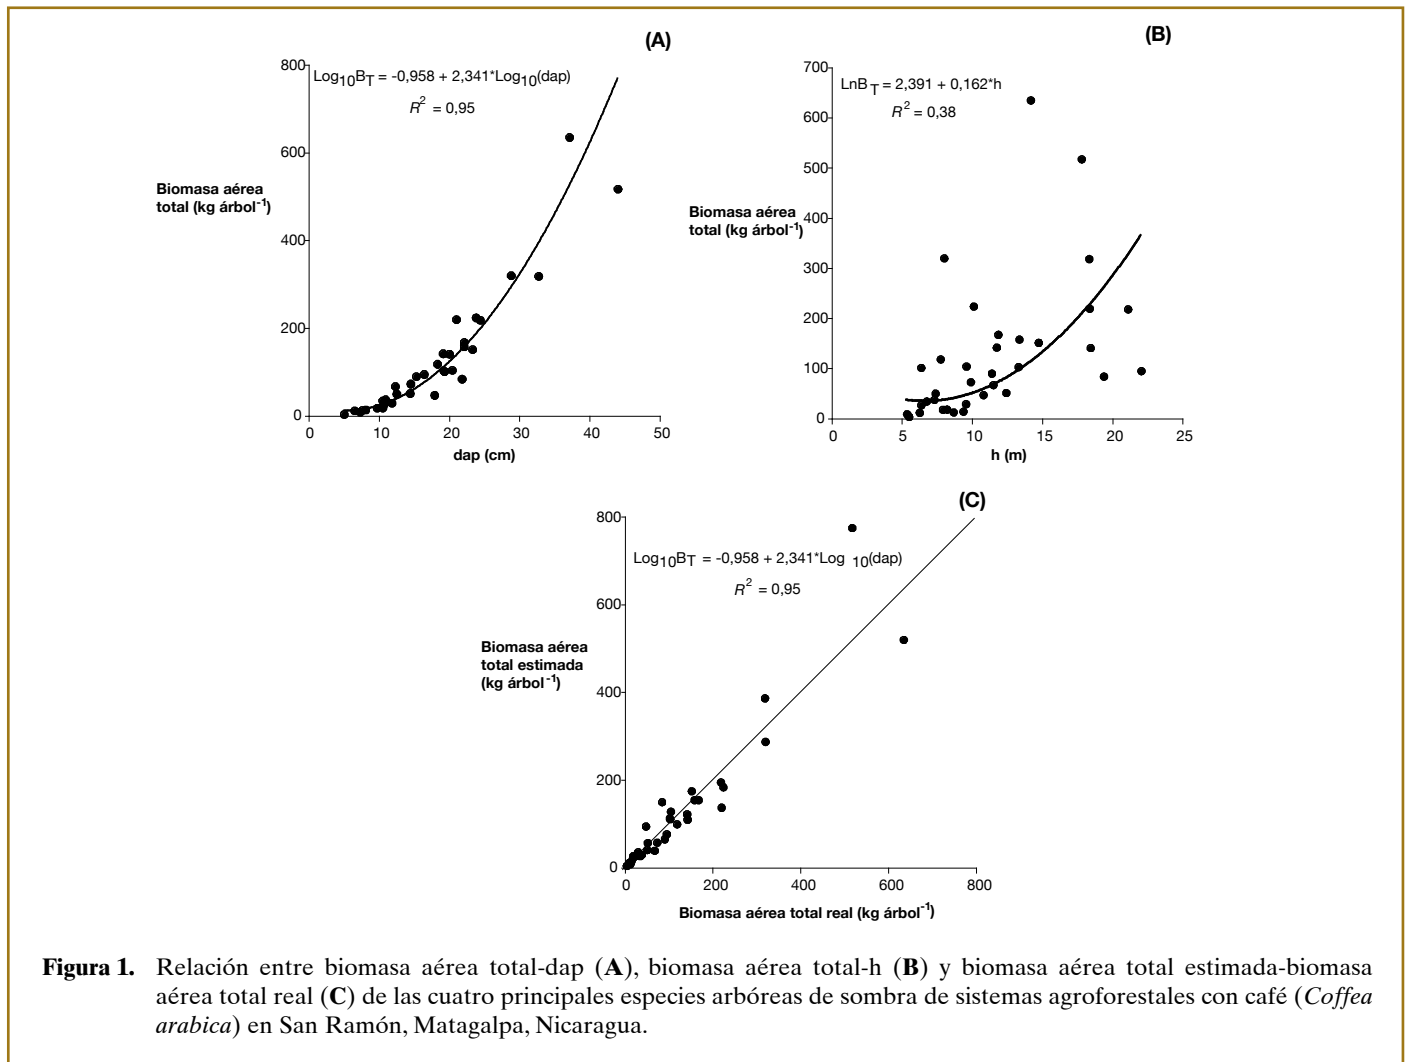 (A)
800
Log10BT = -0,958 + 2,341*Log10(dap)
R2 = 0,95
600
Biomasa aérea
total (kg árbol-1)
400
200
0
0 10 20 30 40 50
dap (cm)
(B)
700
LnB T = 2,391 + 0,162*h
R2 = 0,38
600
500
Biomasa aérea
total (kg árbol-1)
400
300
200
100
0
0 5 10 15 20 25
h (m)
(C)
800
Log10BT = -0,958 + 2,341*Log 10(dap)
R2 = 0,95
600
Biomasa aérea
total estimada
(kg árbol-1)
400
200
0
0 200 400 600 800
Biomasa aérea total real (kg árbol-1)
Figura 1. Relación entre biomasa aérea total-dap (A), biomasa aérea total-h (B) y biomasa aérea total estimada-biomasa
aérea total real (C) de las cuatro principales especies arbóreas de sombra de sistemas agroforestales con café (Coffea
arabica) en San Ramón, Matagalpa, Nicaragua.